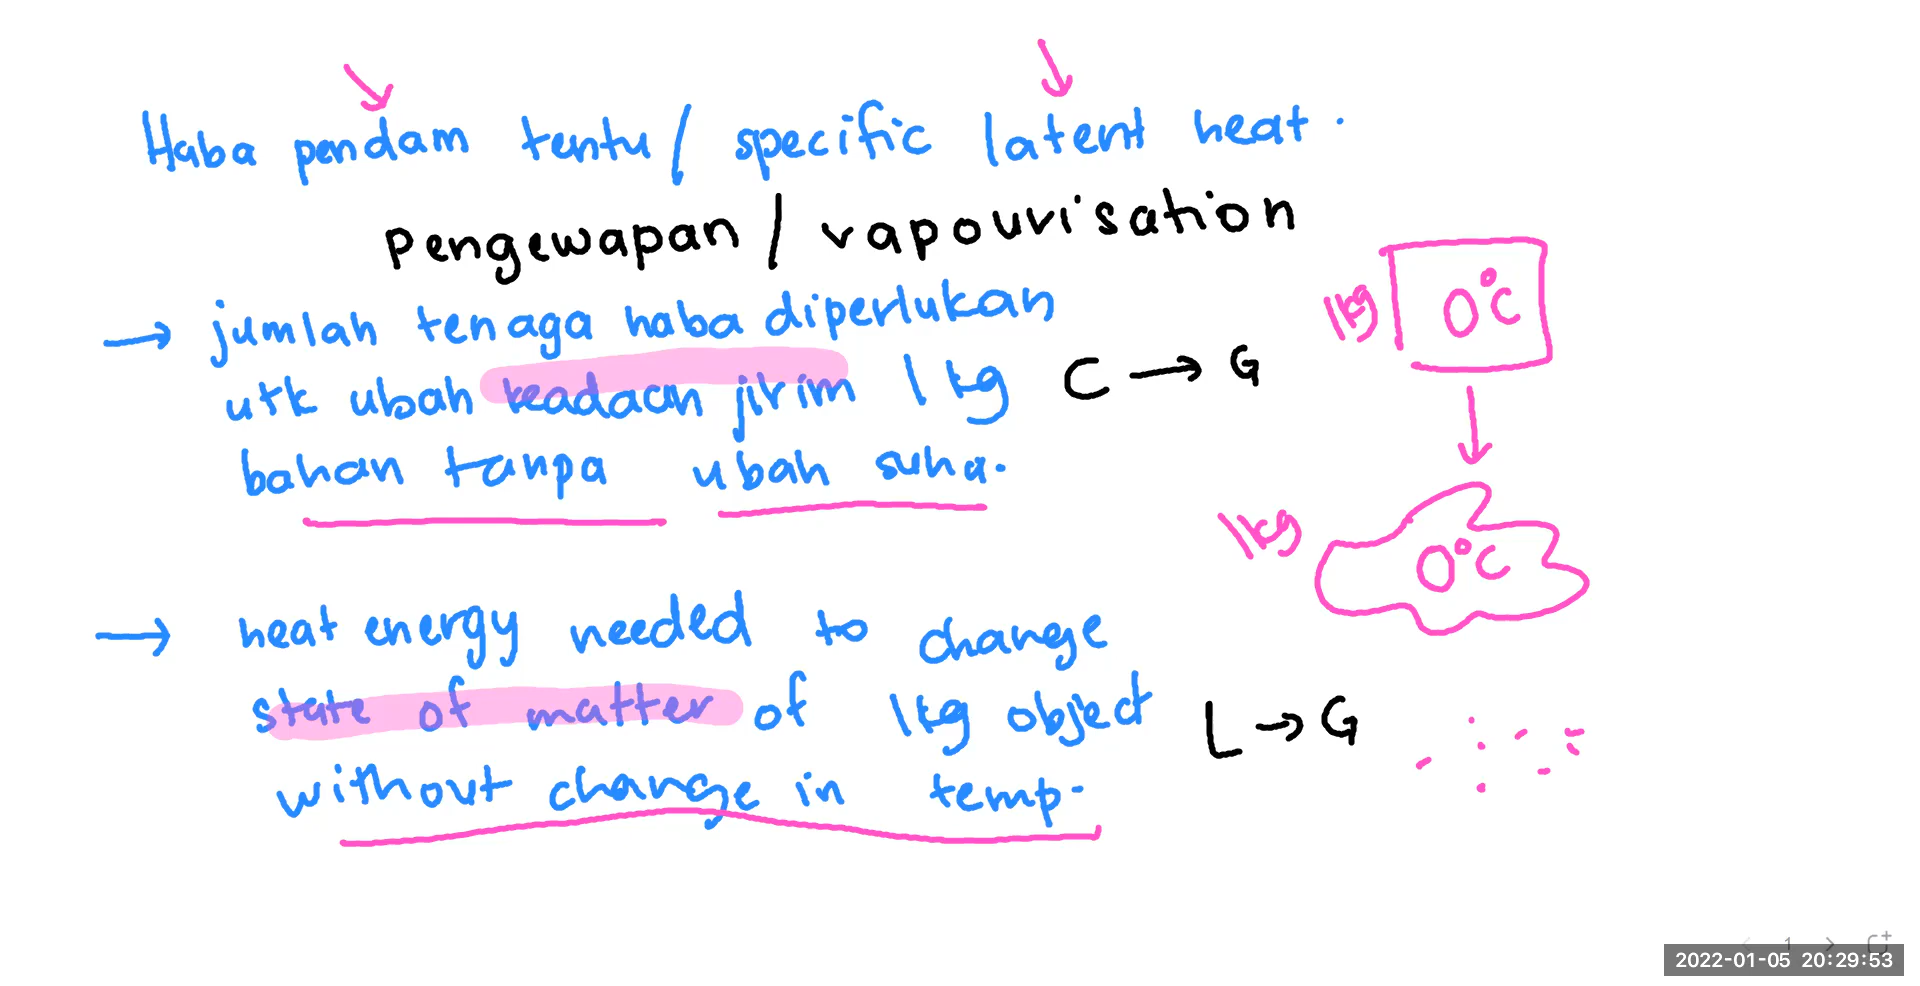 Haba pendam tentu / specific latent heat.
Pengewapan / vapourisation
→ jumlah tenaga haba diperlukan
utk ubah keadaan jirim 1 kg
C → G
bahan tanpa ubah suhu.
1kg
0°C
1kg
0°C
→ heat energy needed to change
state of matter of 1kg object
L → G
without change in temp.
1
2022-01-05 20:29:53